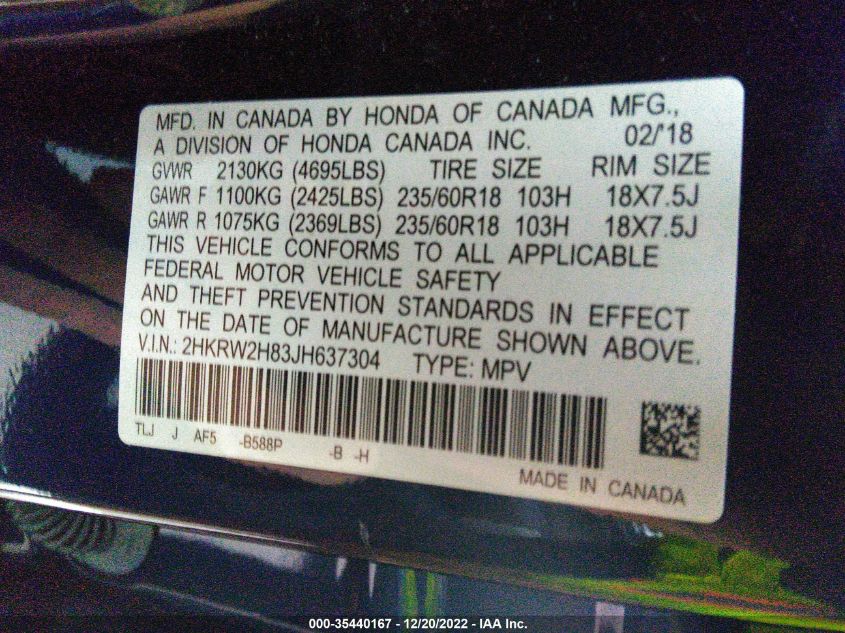 MFD. IN CANADA BY HONDA OF CANADA MFG.,
A DIVISION OF HONDA CANADA INC. 02/'18
GVWR 2130KG (4695LBS) TIRE SIZE RIM SIZE
GAWR F 1100KG (2425LBS) 235/60R18 103H 18X7.5J
GAWR R 1075KG (2369LBS) 235/60R18 103H 18X7.5J
THIS VEHICLE CONFORMS TO ALL APPLICABLE
FEDERAL MOTOR VEHICLE SAFETY
AND THEFT PREVENTION STANDARDS IN EFFECT
ON THE DATE OF MANUFACTURE SHOWN ABOVE.
V.I.N.: 2HKRW2H83JH637304 TYPE: MPV
TLJ J AF5 -B588P -B -H
MADE IN CANADA
000-35440167 - 12/20/2022 - IAA Inc.